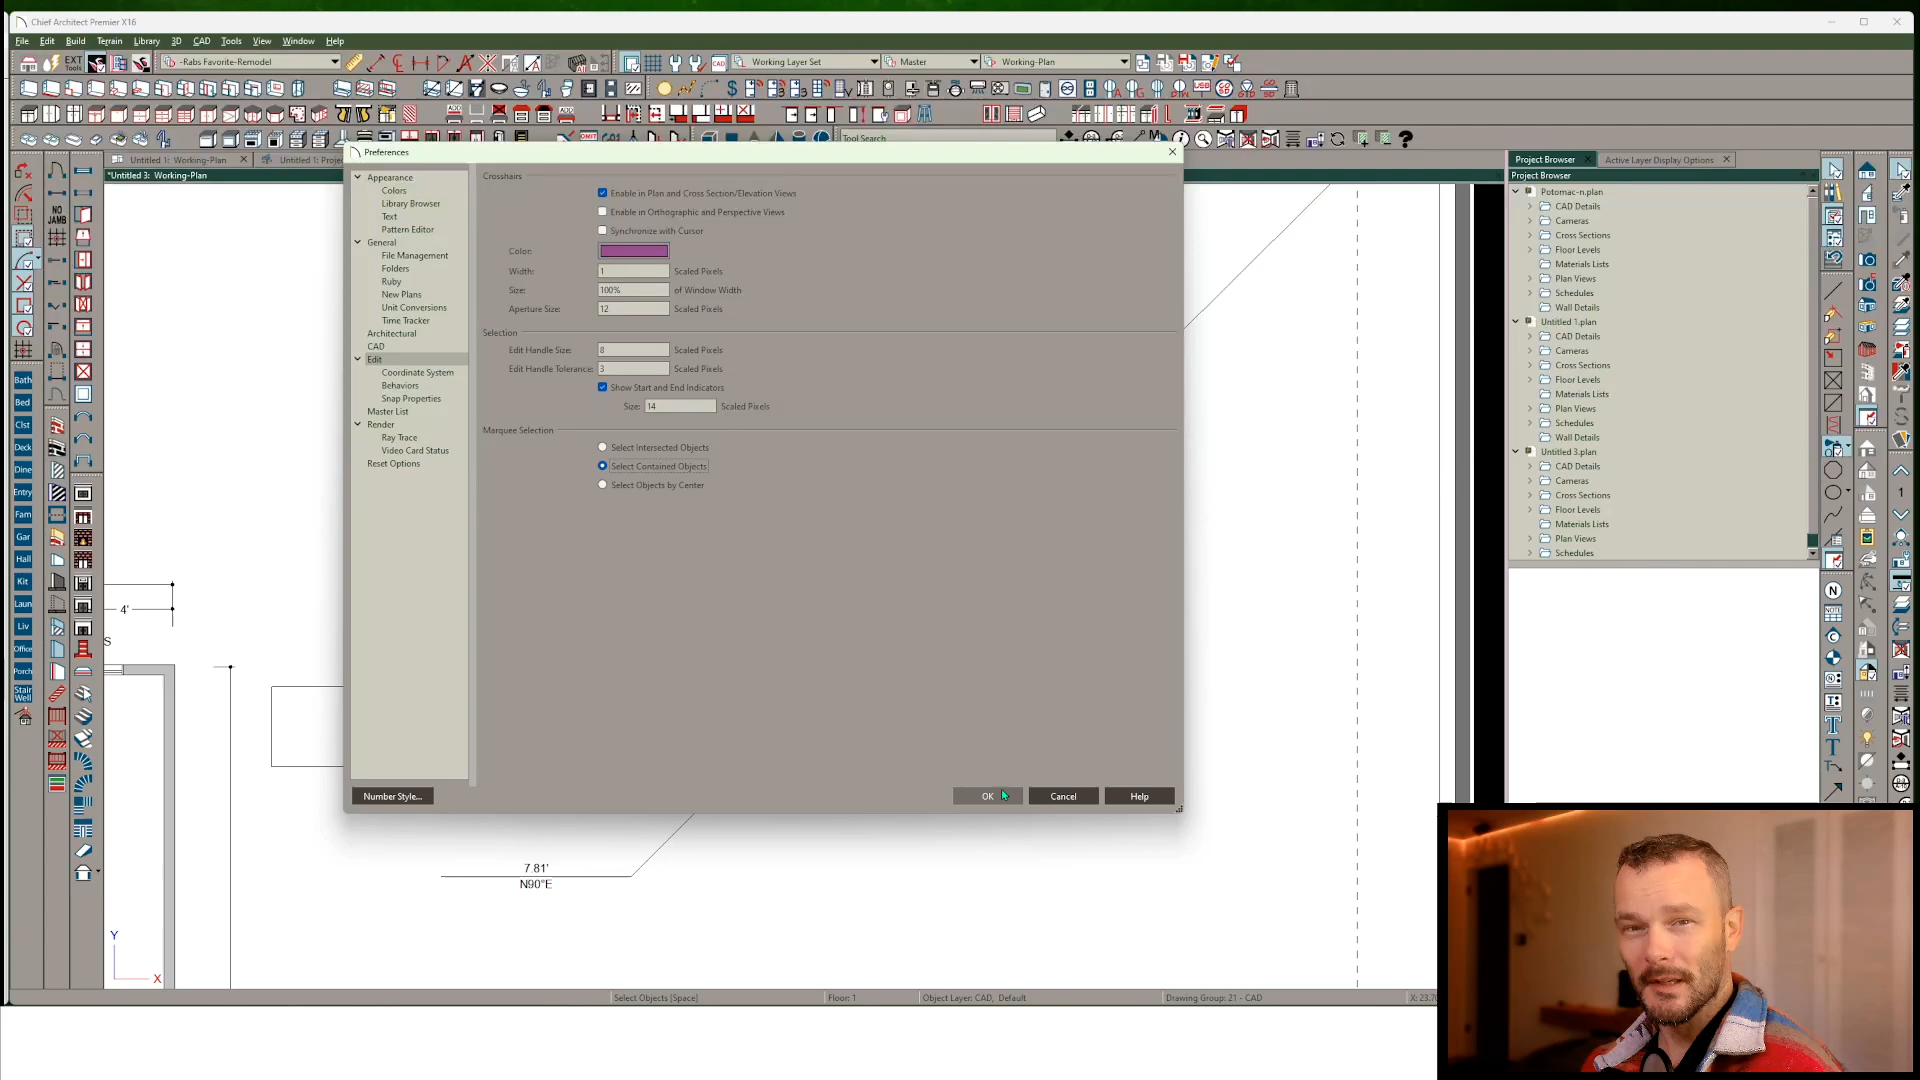 Chief Architect Premier X16
File Edit Build Terrain Library 3D CAD Tools View Window Help
EXT Tools
-Rabs Favorite-Remodel
Working Layer Set
Master
Working-Plan
Tool Search
Untitled 1: Working-Plan
Untitled 1: Proje
*Untitled 3: Working-Plan
NO JAMB
Bath
Bed
Clst
Deck
Dine
Entry
Fam
Gar
Hall
Kit
Laun
Liv
Office
Porch
Stair Well
Preferences
Appearance
Colors
Library Browser
Text
Pattern Editor
General
File Management
Folders
Ruby
New Plans
Unit Conversions
Time Tracker
Architectural
CAD
Edit
Coordinate System
Behaviors
Snap Properties
Master List
Render
Ray Trace
Video Card Status
Reset Options
Crosshairs
Enable in Plan and Cross Section/Elevation Views
Enable in Orthographic and Perspective Views
Synchronize with Cursor
Color:
Width: 1 Scaled Pixels
Size: 100% of Window Width
Aperture Size: 12 Scaled Pixels
Selection
Edit Handle Size: 8 Scaled Pixels
Edit Handle Tolerance: 3 Scaled Pixels
Show Start and End Indicators
Size: 14 Scaled Pixels
Marquee Selection
Select Intersected Objects
Select Contained Objects
Select Objects by Center
Number Style...
OK
Cancel
Help
4'
S
7.81'
N90°E
Y
X
Project Browser
Active Layer Display Options
Project Browser
Potomac-n.plan
CAD Details
Cameras
Cross Sections
Floor Levels
Materials Lists
Plan Views
Schedules
Wall Details
Untitled 1.plan
CAD Details
Cameras
Cross Sections
Floor Levels
Materials Lists
Plan Views
Schedules
Wall Details
Untitled 3.plan
CAD Details
Cameras
Cross Sections
Floor Levels
Materials Lists
Plan Views
Schedules
1
Select Objects [Space]
Floor: 1
Object Layer: CAD, Default
Drawing Group: 21 - CAD